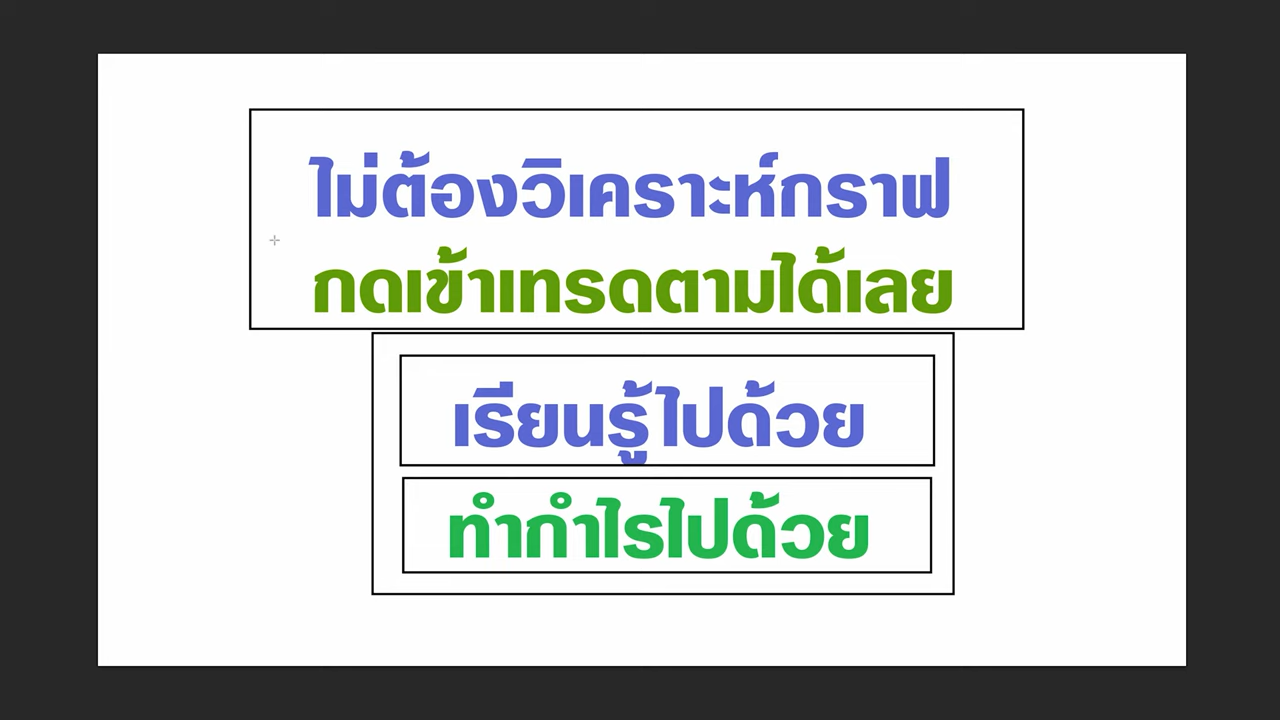 ไม่ต้องวิเคราะห์กราฟ
กดเข้าเทรดตามได้เลย
เรียนรู้ไปด้วย
ทำกำไรไปด้วย